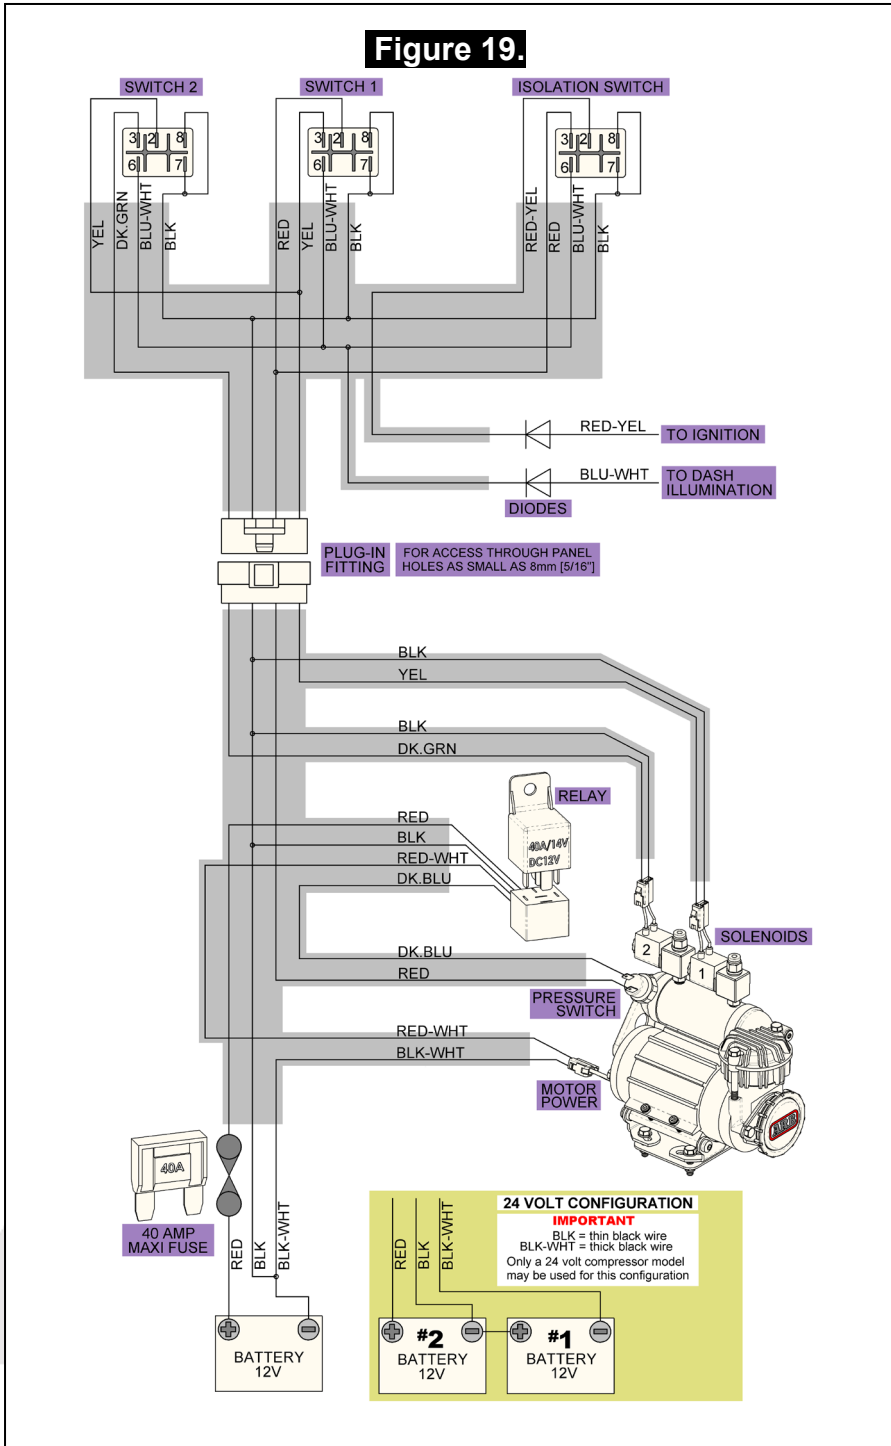 Figure 19.
SWITCH 2
SWITCH 1
ISOLATION SWITCH
3 2 8
6 7
3 2 8
6 7
3 2 8
6 7
YEL
DK.GRN
BLU-WHT
BLK
RED
YEL
BLU-WHT
BLK
RED-YEL
RED
BLU-WHT
BLK
RED-YEL
TO IGNITION
BLU-WHT
TO DASH
ILLUMINATION
DIODES
PLUG-IN
FITTING
FOR ACCESS THROUGH PANEL
HOLES AS SMALL AS 8mm [5/16"]
BLK
YEL
BLK
DK.GRN
RELAY
40A/14V
DC12V
RED
BLK
RED-WHT
DK.BLU
SOLENOIDS
2
1
DK.BLU
RED
PRESSURE
SWITCH
RED-WHT
BLK-WHT
MOTOR
POWER
ARB
40A
40 AMP
MAXI FUSE
RED
BLK
BLK-WHT
BATTERY
12V
24 VOLT CONFIGURATION
IMPORTANT
BLK = thin black wire
BLK-WHT = thick black wire
Only a 24 volt compressor model
may be used for this configuration
RED
BLK
BLK-WHT
#2
BATTERY
12V
#1
BATTERY
12V